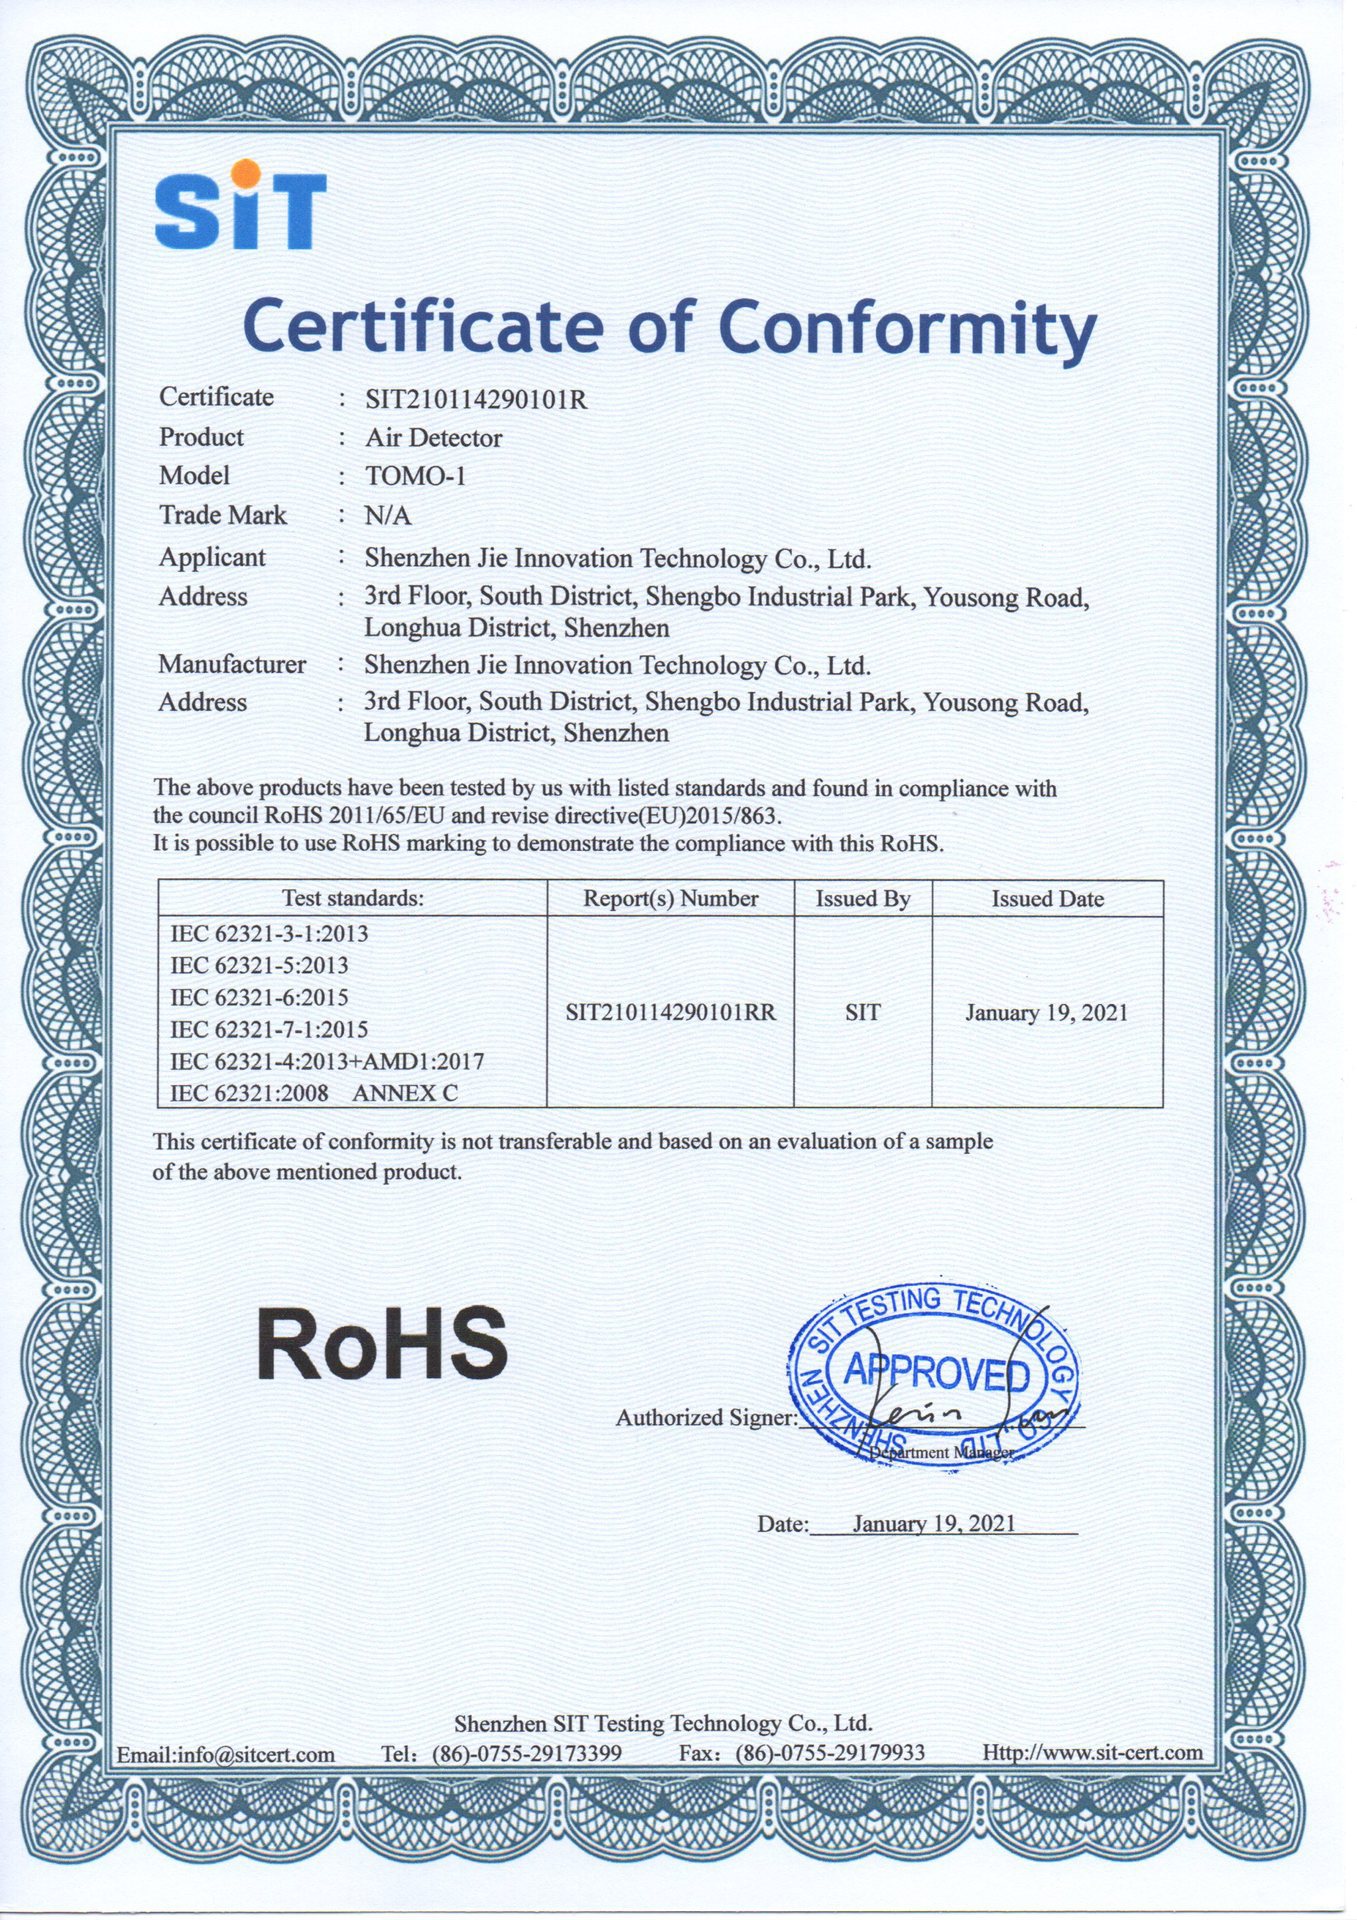 SiT
Certificate of Conformity
Certificate : SIT210114290101R
Product : Air Detector
Model : TOMO-1
Trade Mark : N/A
Applicant : Shenzhen Jie Innovation Technology Co., Ltd.
Address : 3rd Floor, South District, Shengbo Industrial Park, Yousong Road,
Longhua District, Shenzhen
Manufacturer : Shenzhen Jie Innovation Technology Co., Ltd.
Address : 3rd Floor, South District, Shengbo Industrial Park, Yousong Road,
Longhua District, Shenzhen
The above products have been tested by us with listed standards and found in compliance with
the council RoHS 2011/65/EU and revise directive(EU)2015/863.
It is possible to use RoHS marking to demonstrate the compliance with this RoHS.
Test standards: Report(s) Number Issued By Issued Date
IEC 62321-3-1:2013
IEC 62321-5:2013
IEC 62321-6:2015
SIT210114290101RR SIT January 19, 2021
IEC 62321-7-1:2015
IEC 62321-4:2013+AMD1:2017
IEC 62321:2008 ANNEX C
This certificate of conformity is not transferable and based on an evaluation of a sample
of the above mentioned product.
RoHS
SHENZHEN SIT TESTING TECHNOLOGY CO., LTD
APPROVED
Authorized Signer:
Department Manager
Date: January 19, 2021
Shenzhen SIT Testing Technology Co., Ltd.
Email:info@sitcert.com Tel: (86)-0755-29173399 Fax: (86)-0755-29179933 Http://www.sit-cert.com